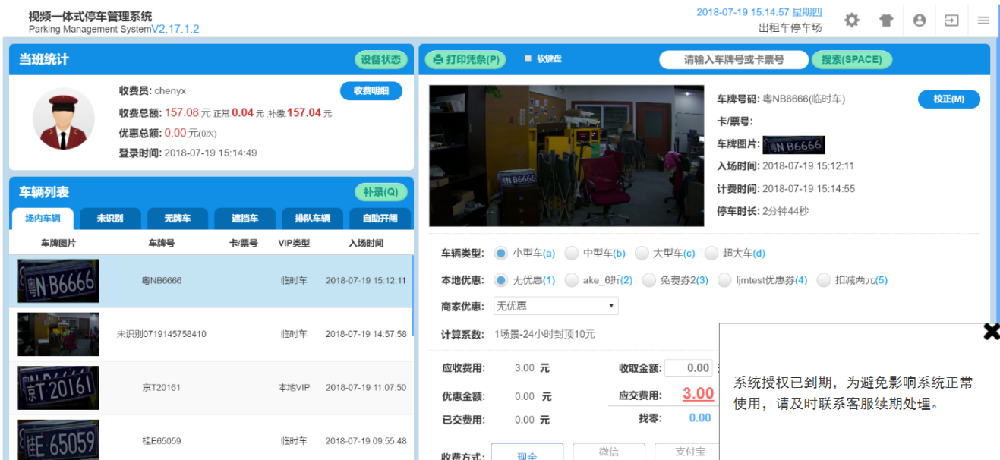 视频一体式停车管理系统
Parking Management SystemV2.17.1.2
2018-07-19 15:14:57 星期四
出租车停车场
当班统计
设备状态
收费员: chenyx
收费明细
收费总额: 157.08 元 正常:0.04 元 补缴:157.04 元
优惠总额: 0.00 元(0次)
登录时间: 2018-07-19 15:14:49
车辆列表
补录(Q)
场内车辆 未识别 无牌车 遮挡车 排队车辆 自助开闸
车牌图片 车牌号 卡/票号 VIP类型 入场时间
粤N B6666 粤NB6666 临时车 2018-07-19 15:12:11
未识别0719145758410 临时车 2018-07-19 14:57:58
京T 20161 京T20161 本地VIP 2018-07-19 11:07:50
桂E 65059 桂E65059 临时车 2018-07-19 09:55:48
打印凭条(P) 软键盘 请输入车牌号或卡票号 搜索(SPACE)
粤N B6666
车牌号码: 粤NB6666(临时车)
校正(M)
卡/票号:
车牌图片: 粤N B6666
入场时间: 2018-07-19 15:12:11
计费时间: 2018-07-19 15:14:55
停车时长: 2分钟44秒
车辆类型: 小型车(a) 中型车(b) 大型车(c) 超大车(d)
本地优惠: 无优惠(1) ake_6折(2) 免费券2(3) ljmtest优惠券(4) 扣减两元(5)
商家优惠: 无优惠
计算系数: 1场景-24小时封顶10元
应收费用: 3.00 元 收取金额: 0.00
优惠金额: 0.00 元 应交费用: 3.00
已交费用: 0.00 元 找零: 0.00
收费方式: 现金 微信 支付宝
系统授权已到期，为避免影响系统正常
使用，请及时联系客服续期处理。